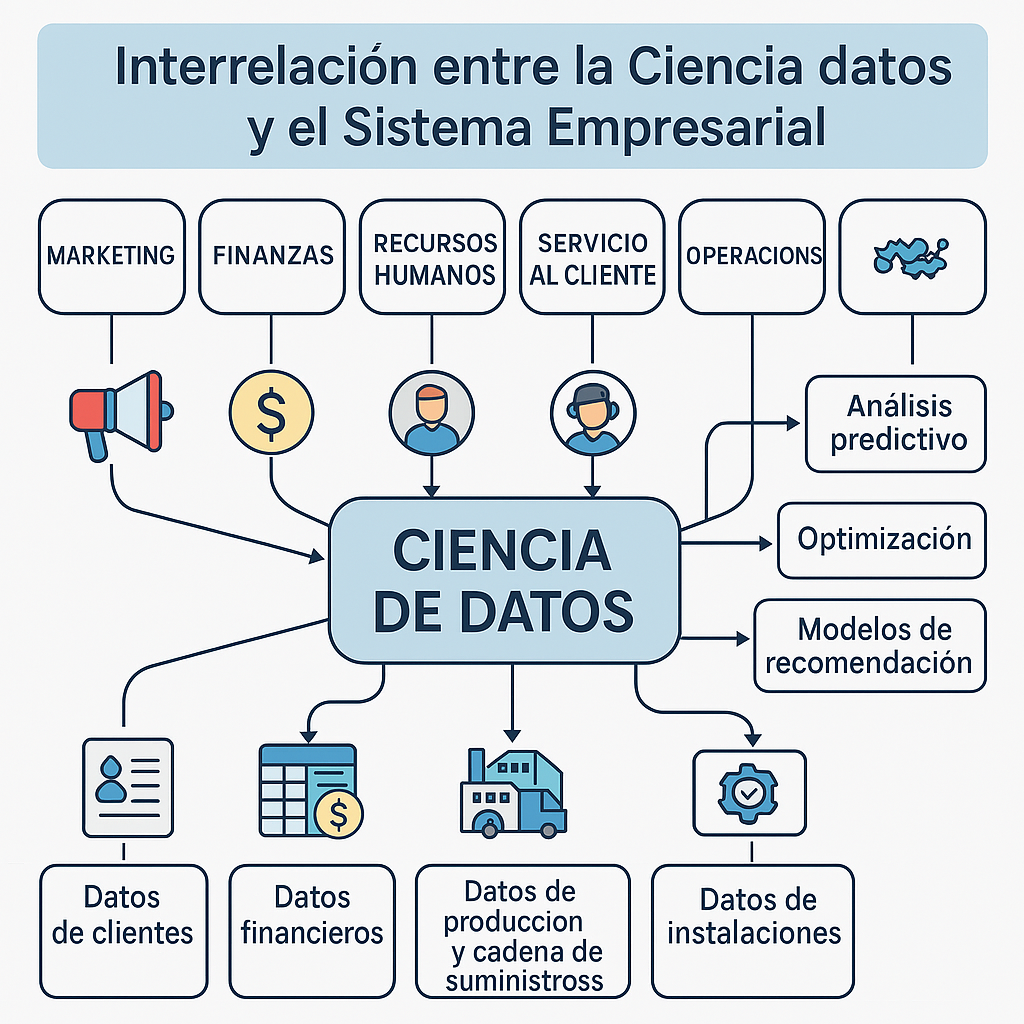 Interrelación entre la Ciencia datos
y el Sistema Empresarial
MARKETING
FINANZAS
RECURSOS
HUMANOS
SERVICIO
AL CLIENTE
OPERACIONS
$
Análisis
predictivo
Optimización
CIENCIA
DE DATOS
Modelos de
recomendación
$
Datos
de clientes
Datos
financieros
Datos de
produccion
y cadena de
suministross
Datos de
instalaciones